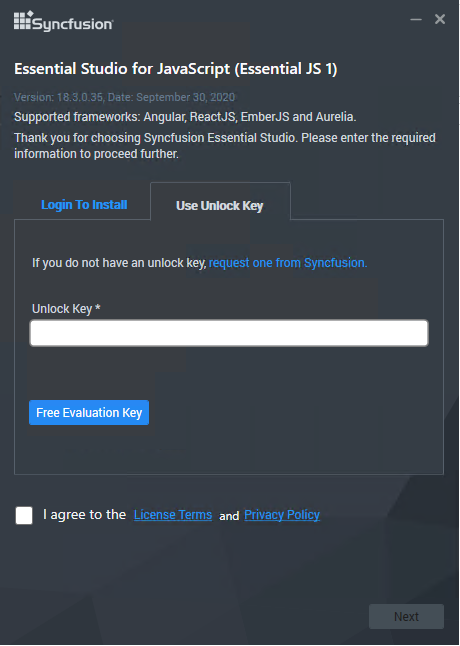 Syncfusion
Essential Studio for JavaScript (Essential JS 1)
Version: 18.3.0.35, Date: September 30, 2020
Supported frameworks: Angular, ReactJS, EmberJS and Aurelia.
Thank you for choosing Syncfusion Essential Studio. Please enter the required
information to proceed further.
Login To Install
Use Unlock Key
If you do not have an unlock key, request one from Syncfusion.
Unlock Key *
Free Evaluation Key
I agree to the License Terms and Privacy Policy
Next